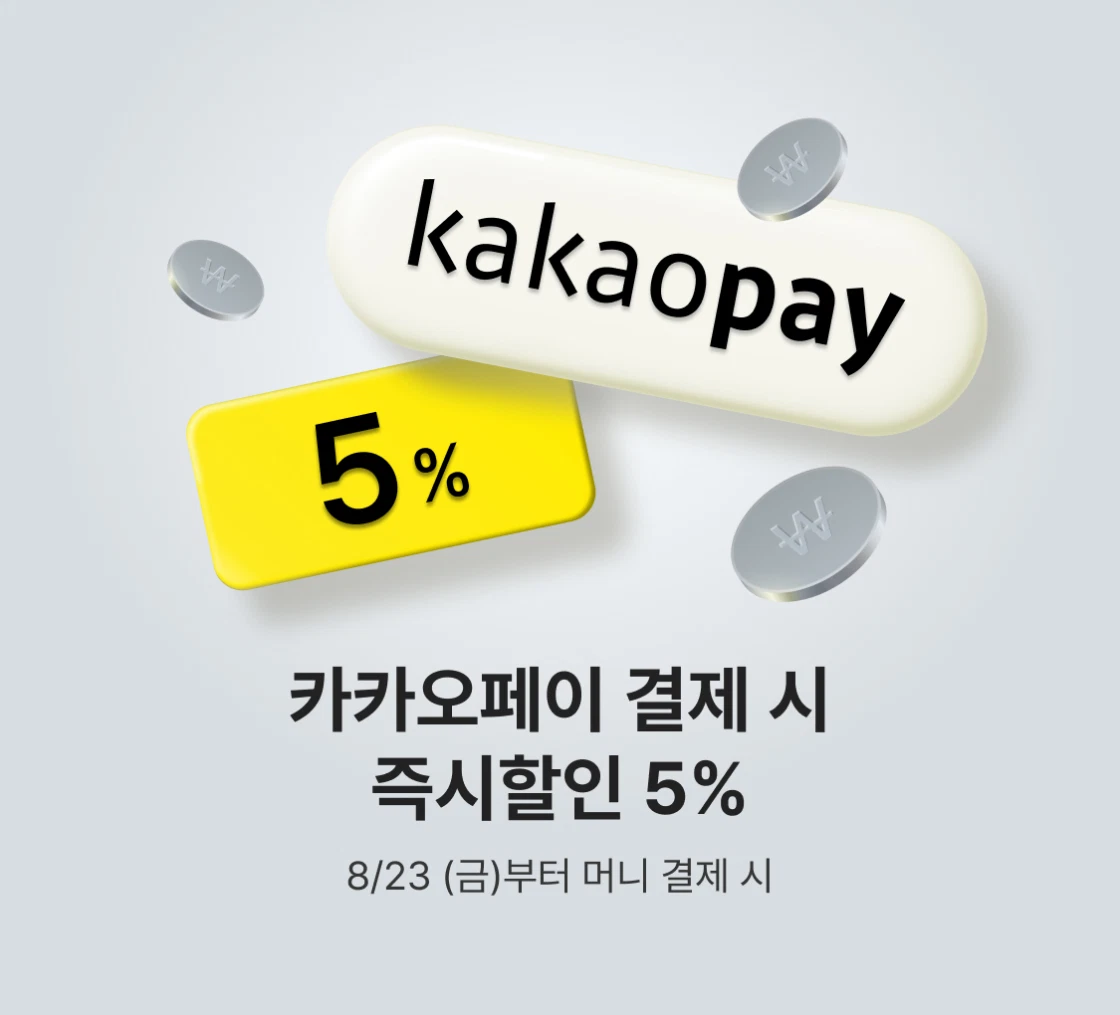 kakaopay
₩
₩
5%
₩
카카오페이 결제 시
즉시할인 5%
8/23 (금)부터 머니 결제 시